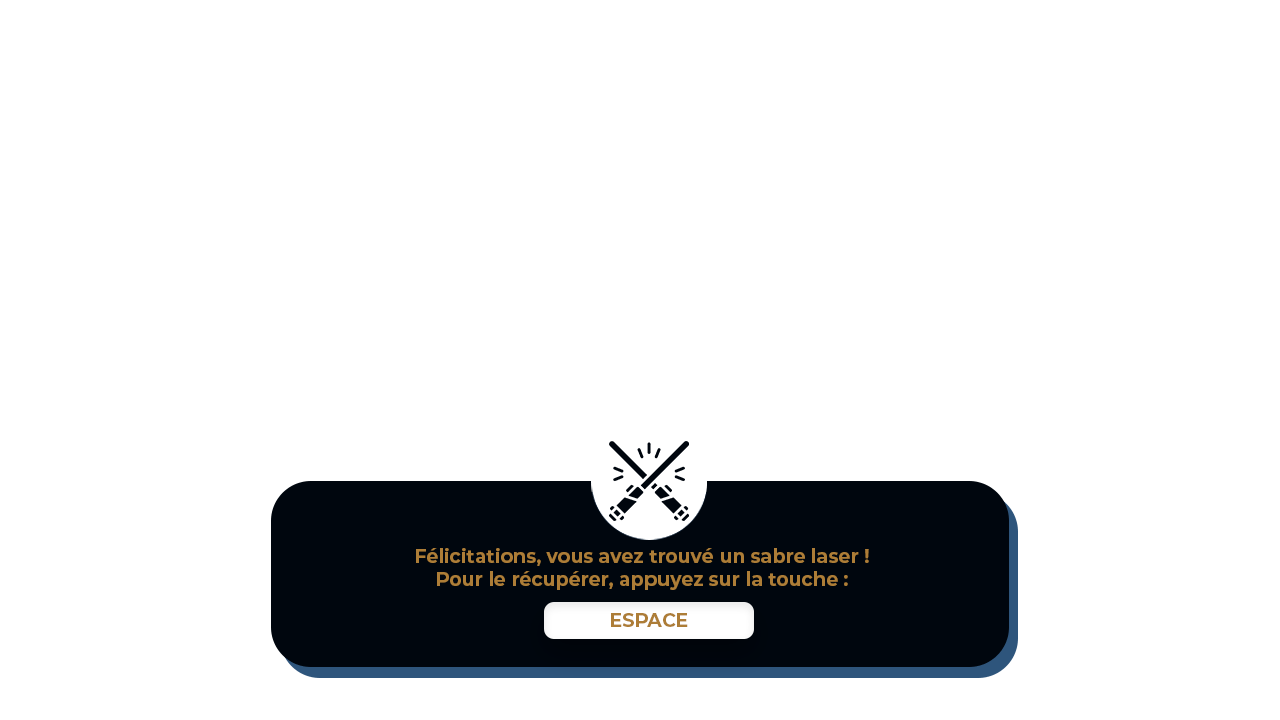 Félicitations, vous avez trouvé un sabre laser !
Pour le récupérer, appuyez sur la touche :
ESPACE